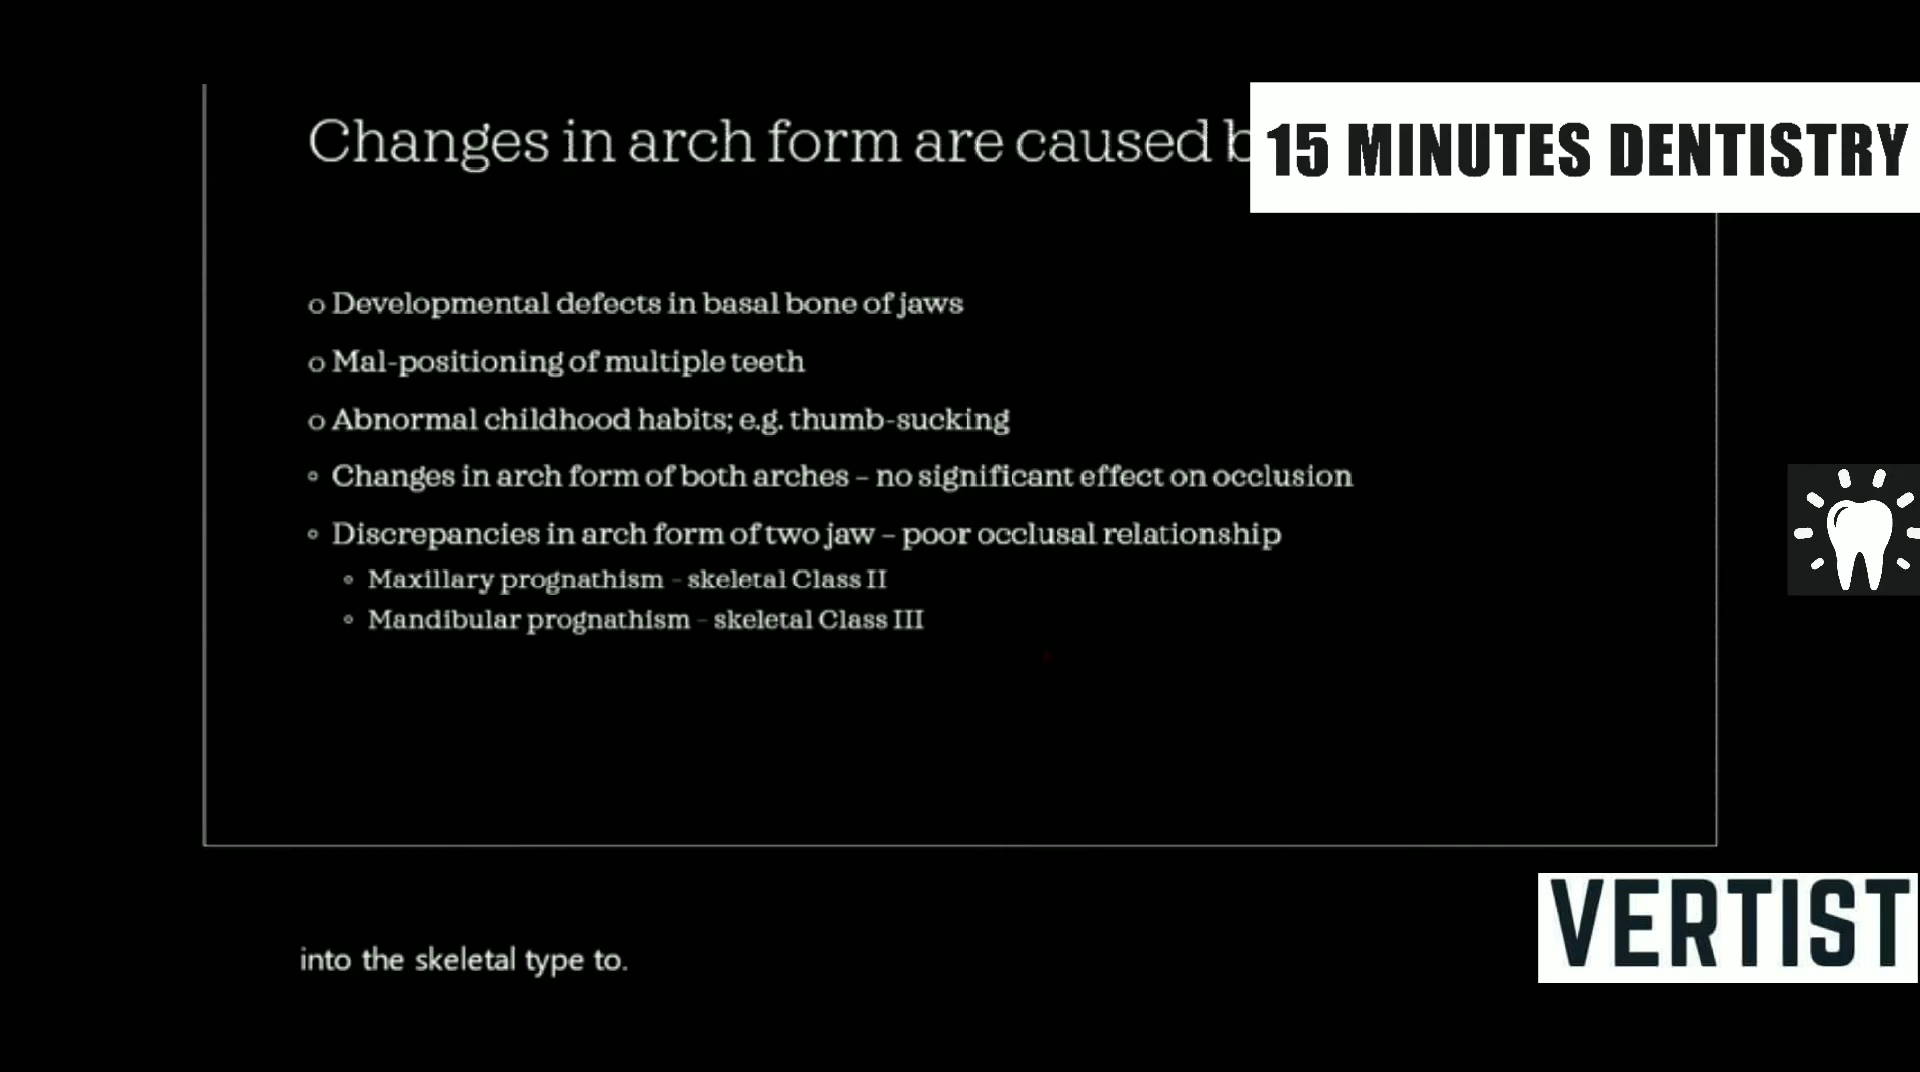 Changes in arch form are caused b
15 MINUTES DENTISTRY
o Developmental defects in basal bone of jaws
o Mal-positioning of multiple teeth
o Abnormal childhood habits; e.g. thumb-sucking
◦ Changes in arch form of both arches – no significant effect on occlusion
◦ Discrepancies in arch form of two jaw – poor occlusal relationship
◦ Maxillary prognathism – skeletal Class II
◦ Mandibular prognathism – skeletal Class III
VERTIST
into the skeletal type to.